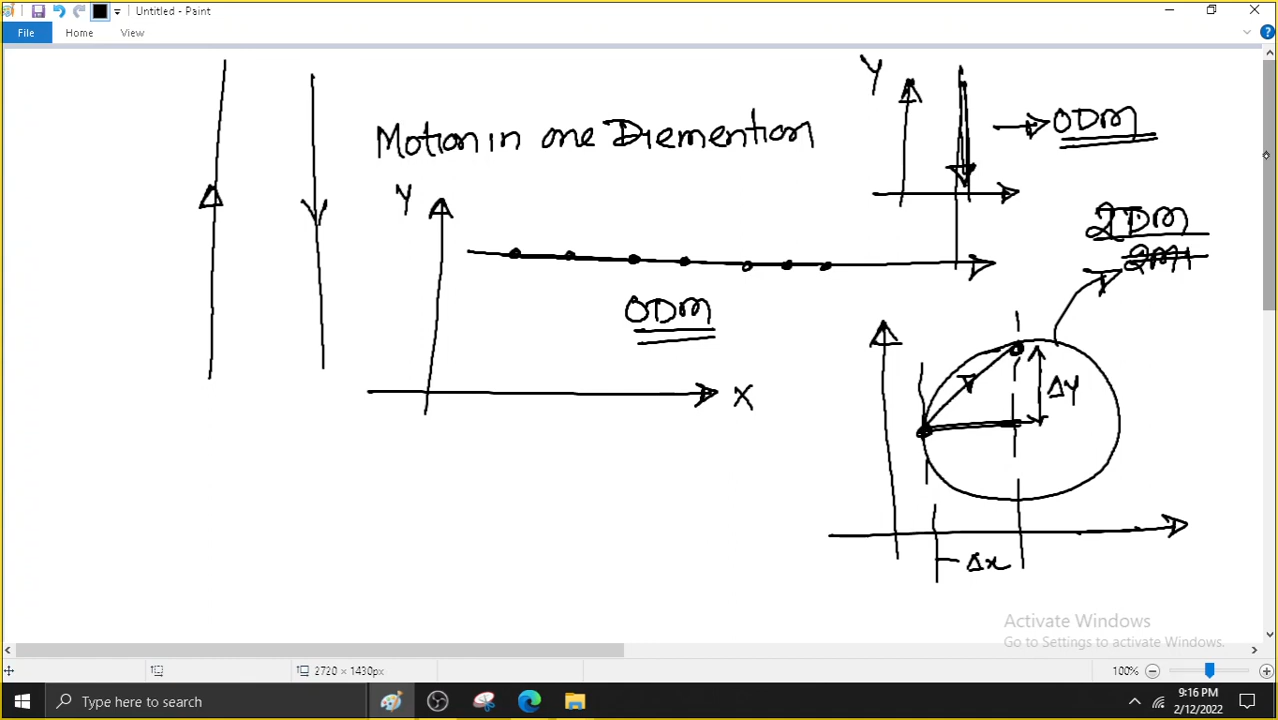 Untitled - Paint
File Home View
Y
ODM
Motion in one Diemention
Y
2DM
ODM
ΔY
X
Δx
Activate Windows
Go to Settings to activate Windows.
2720 × 1430px
100%
Type here to search
9:16 PM
2/12/2022